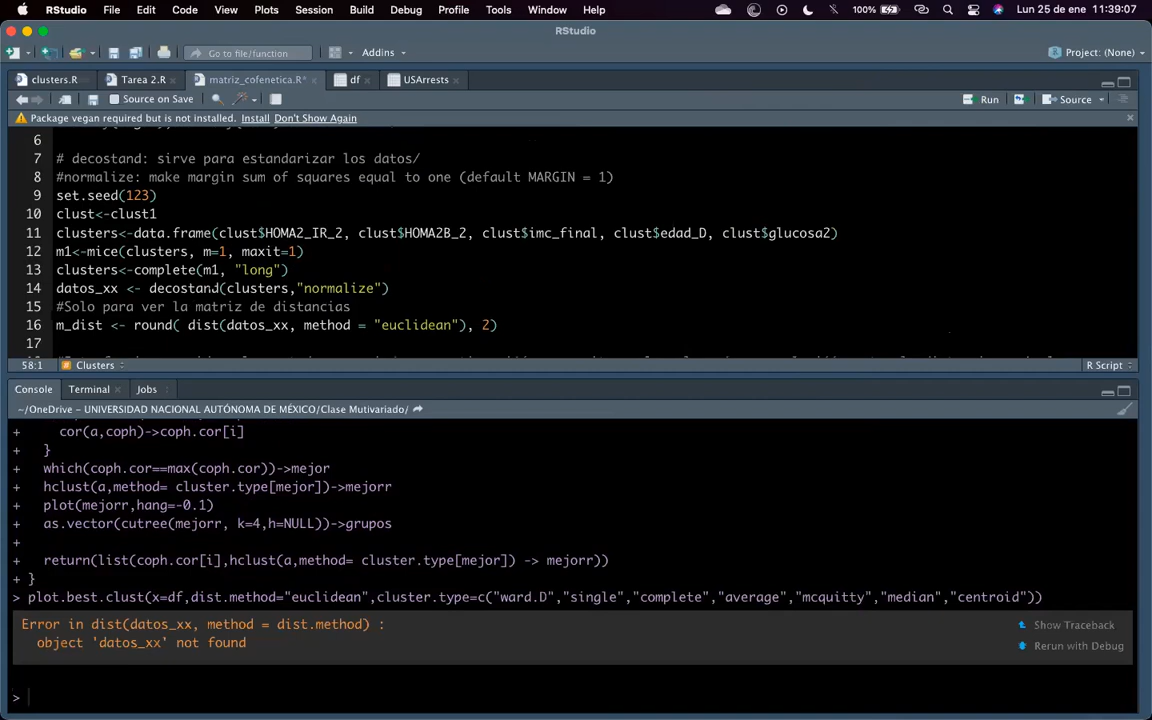 RStudio File Edit Code View Plots Session Build Debug Profile Tools Window Help 100% Lun 25 de ene 11:39:07
RStudio
Go to file/function Addins Project: (None)
clusters.R Tarea 2.R matriz_cofenetica.R* df USArrests
Source on Save Run Source
Package vegan required but is not installed. Install Don't Show Again
6
7 # decostand: sirve para estandarizar los datos/
8 #normalize: make margin sum of squares equal to one (default MARGIN = 1)
9 set.seed(123)
10 clust<-clust1
11 clusters<-data.frame(clust$HOMA2_IR_2, clust$HOMA2B_2, clust$imc_final, clust$edad_D, clust$glucosa2)
12 m1<-mice(clusters, m=1, maxit=1)
13 clusters<-complete(m1, "long")
14 datos_xx <- decostand(clusters,"normalize")
15 #Solo para ver la matriz de distancias
16 m_dist <- round( dist(datos_xx, method = "euclidean"), 2)
17
58:1 Clusters R Script
Console Terminal Jobs
~/OneDrive - UNIVERSIDAD NACIONAL AUTÓNOMA DE MÉXICO/Clase Mutivariado/
+ cor(a,coph)->coph.cor[i]
+ }
+ which(coph.cor==max(coph.cor))->mejor
+ hclust(a,method= cluster.type[mejor])->mejorr
+ plot(mejorr,hang=-0.1)
+ as.vector(cutree(mejorr, k=4,h=NULL))->grupos
+
+ return(list(coph.cor[i],hclust(a,method= cluster.type[mejor]) -> mejorr))
+ }
> plot.best.clust(x=df,dist.method="euclidean",cluster.type=c("ward.D","single","complete","average","mcquitty","median","centroid"))
Error in dist(datos_xx, method = dist.method) : Show Traceback
object 'datos_xx' not found Rerun with Debug
>